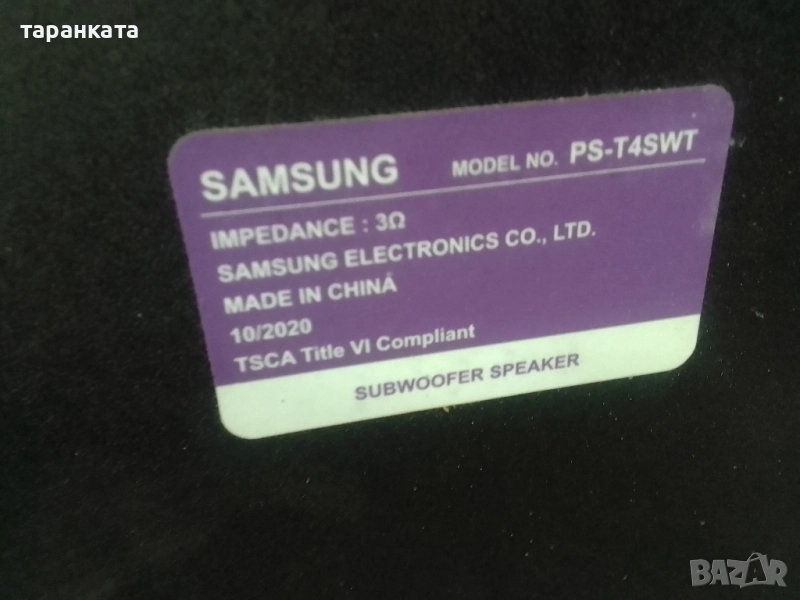 таранката
SAMSUNG MODEL NO. PS-T4SWT
IMPEDANCE : 3Ω
SAMSUNG ELECTRONICS CO., LTD.
MADE IN CHINA
10/2020
TSCA Title VI Compliant
SUBWOOFER SPEAKER
BAZAR